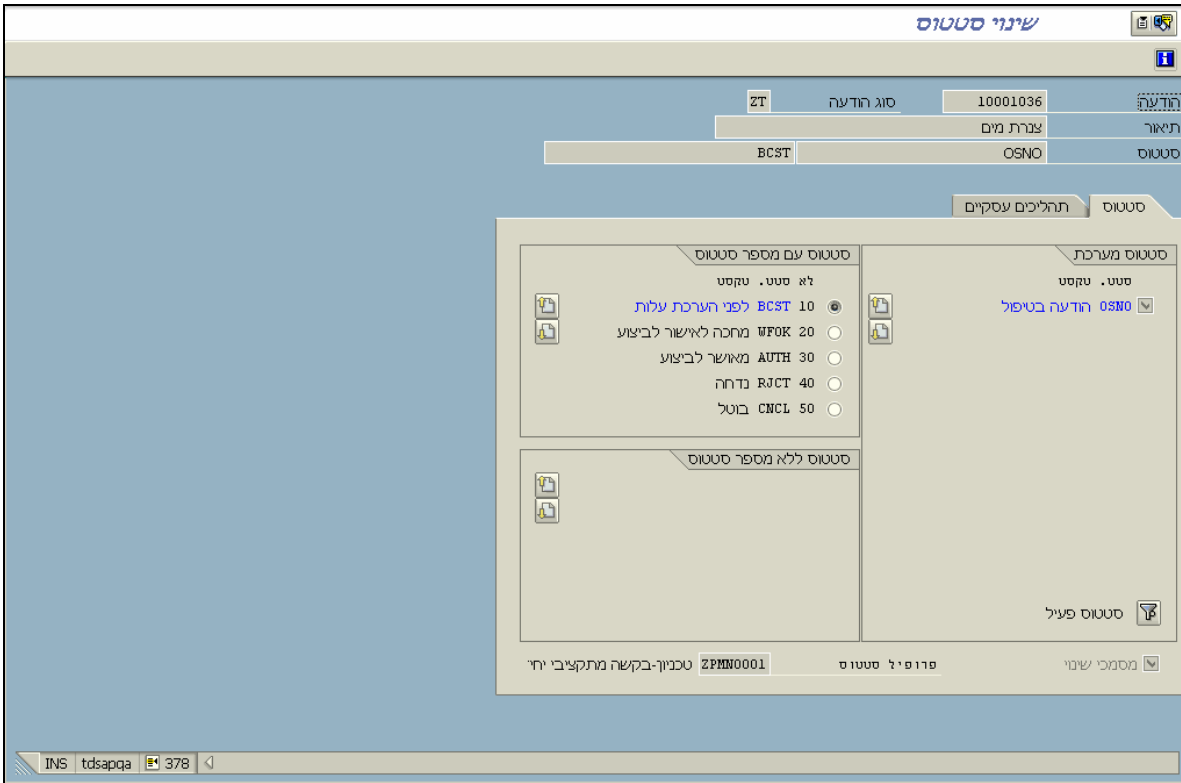 שינוי סטטוס
הודעה 10001036 סוג הודעה ZT
תיאור צנרת מים
סטטוס OSNO BCST
סטטוס תהליכים עסקיים
סטטוס מערכת
סטט. טקסט
OSNO הודעה בטיפול
סטטוס פעיל
סטטוס עם מספר סטטוס
לא סטט. טקסט
10 BCST לפני הערכת עלות
20 WFOK מחכה לאישור לביצוע
30 AUTH מאושר לביצוע
40 RJCT נדחה
50 CNCL בוטל
סטטוס ללא מספר סטטוס
מסמכי שינוי פרופיל סטטוס ZPMN0001 טכניון-בקשה מתקציבי יחי
378 tdsapqa INS